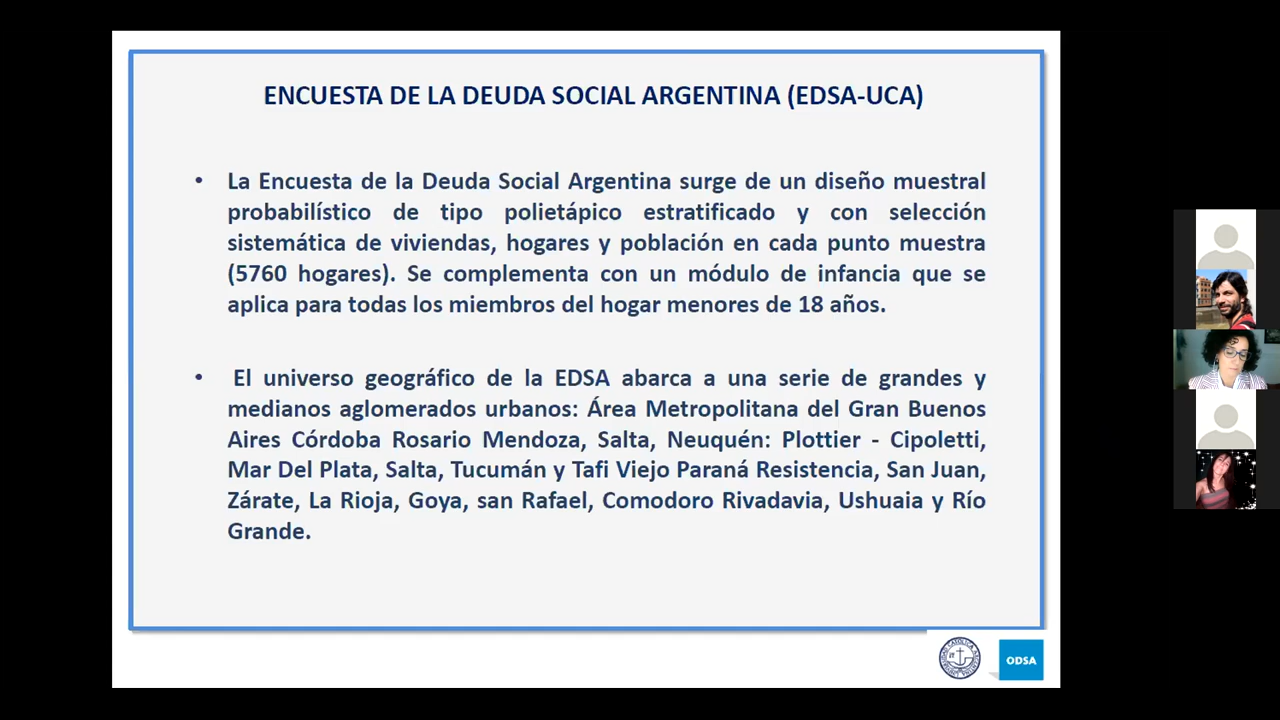 ENCUESTA DE LA DEUDA SOCIAL ARGENTINA (EDSA-UCA)
• La Encuesta de la Deuda Social Argentina surge de un diseño muestral
probabilístico de tipo polietápico estratificado y con selección
sistemática de viviendas, hogares y población en cada punto muestra
(5760 hogares). Se complementa con un módulo de infancia que se
aplica para todas los miembros del hogar menores de 18 años.
• El universo geográfico de la EDSA abarca a una serie de grandes y
medianos aglomerados urbanos: Área Metropolitana del Gran Buenos
Aires Córdoba Rosario Mendoza, Salta, Neuquén: Plottier - Cipoletti,
Mar Del Plata, Salta, Tucumán y Tafi Viejo Paraná Resistencia, San Juan,
Zárate, La Rioja, Goya, san Rafael, Comodoro Rivadavia, Ushuaia y Río
Grande.
ODSA